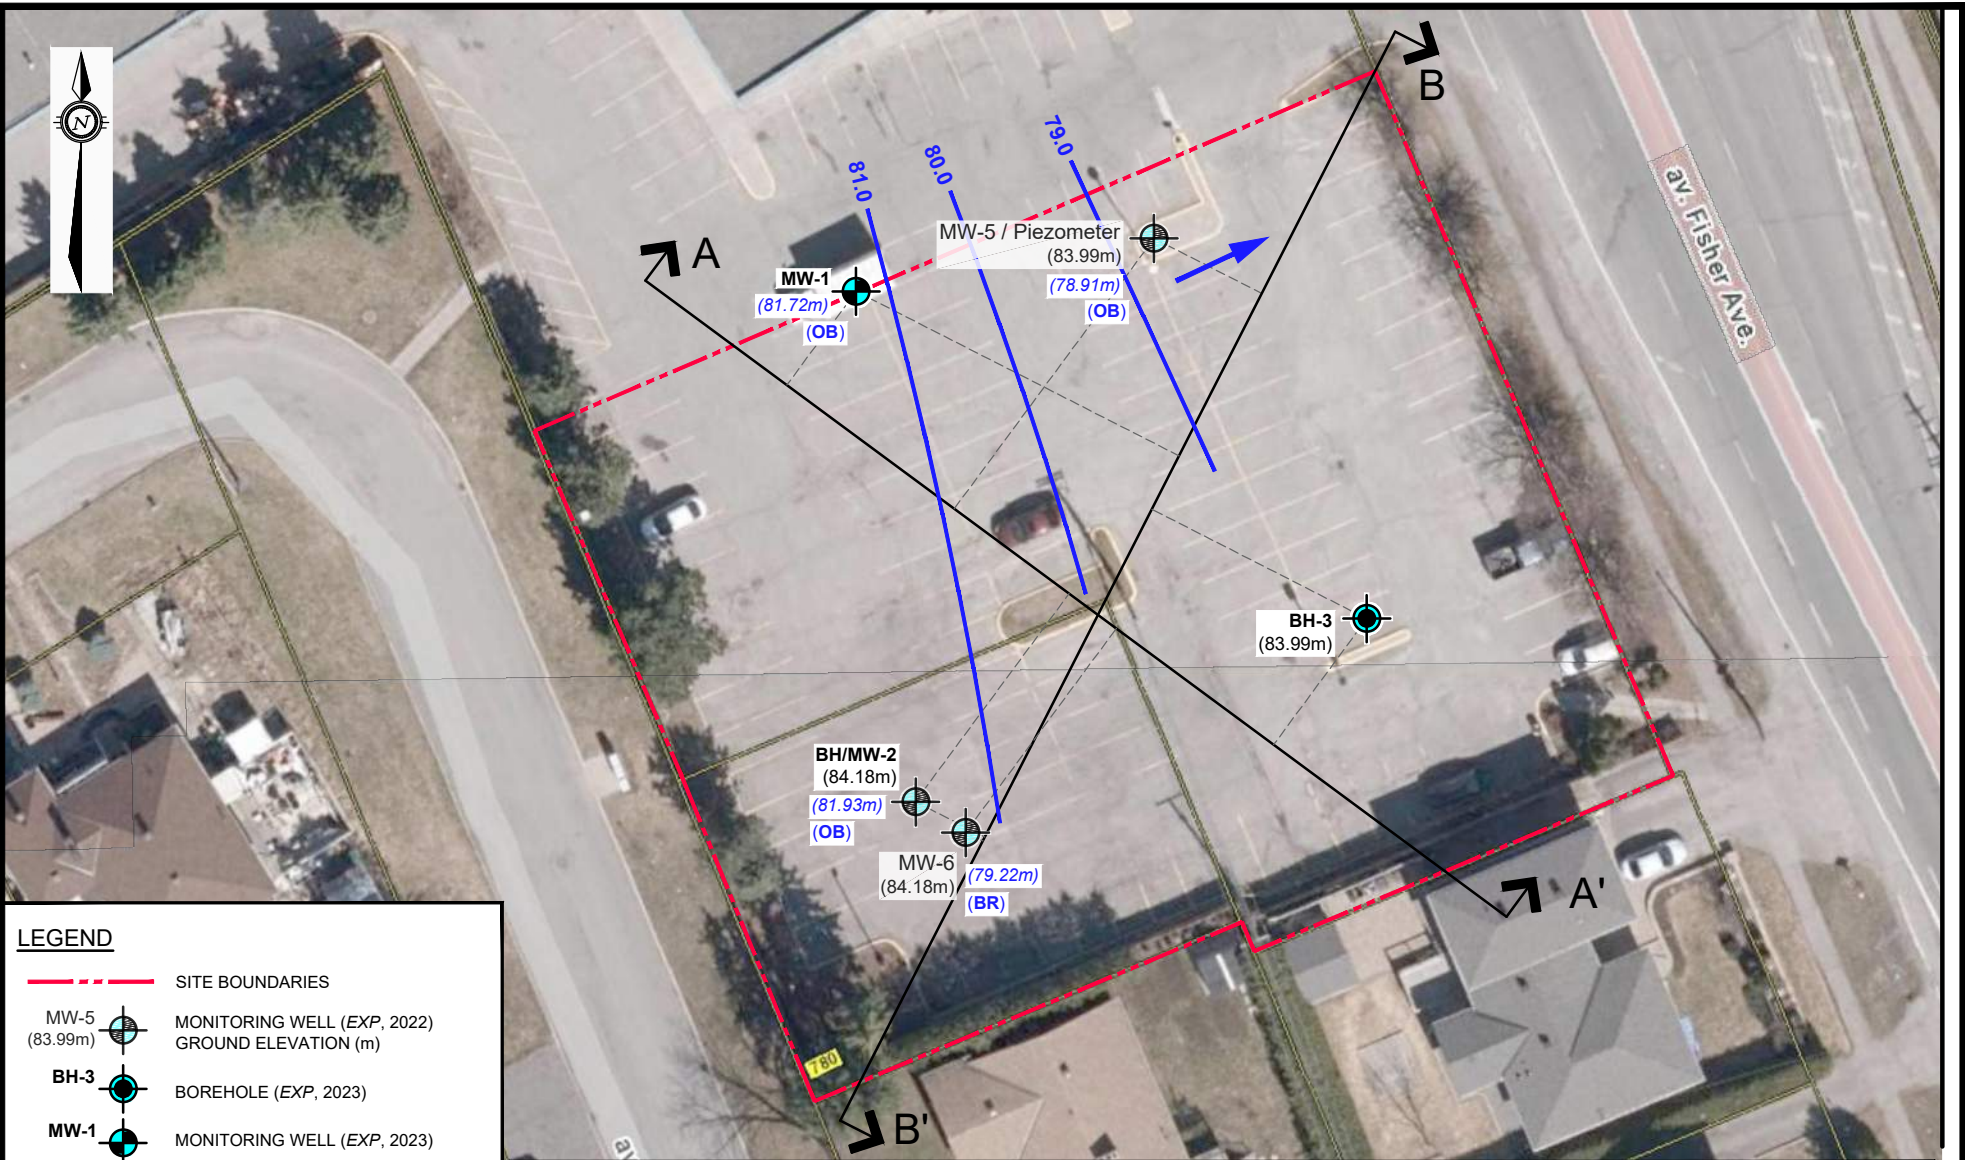 N
B
av. Fisher Ave.
81.0
80.0
79.0
A
MW-5 / Piezometer
(83.99m)
(78.91m)
(OB)
MW-1
(81.72m)
(OB)
BH-3
(83.99m)
BH/MW-2
(84.18m)
(81.93m)
(OB)
MW-6
(84.18m)
(79.22m)
(BR)
A'
780
B'
av
LEGEND
SITE BOUNDARIES
MW-5
(83.99m)
MONITORING WELL (EXP, 2022)
GROUND ELEVATION (m)
BH-3
BOREHOLE (EXP, 2023)
MW-1
MONITORING WELL (EXP, 2023)